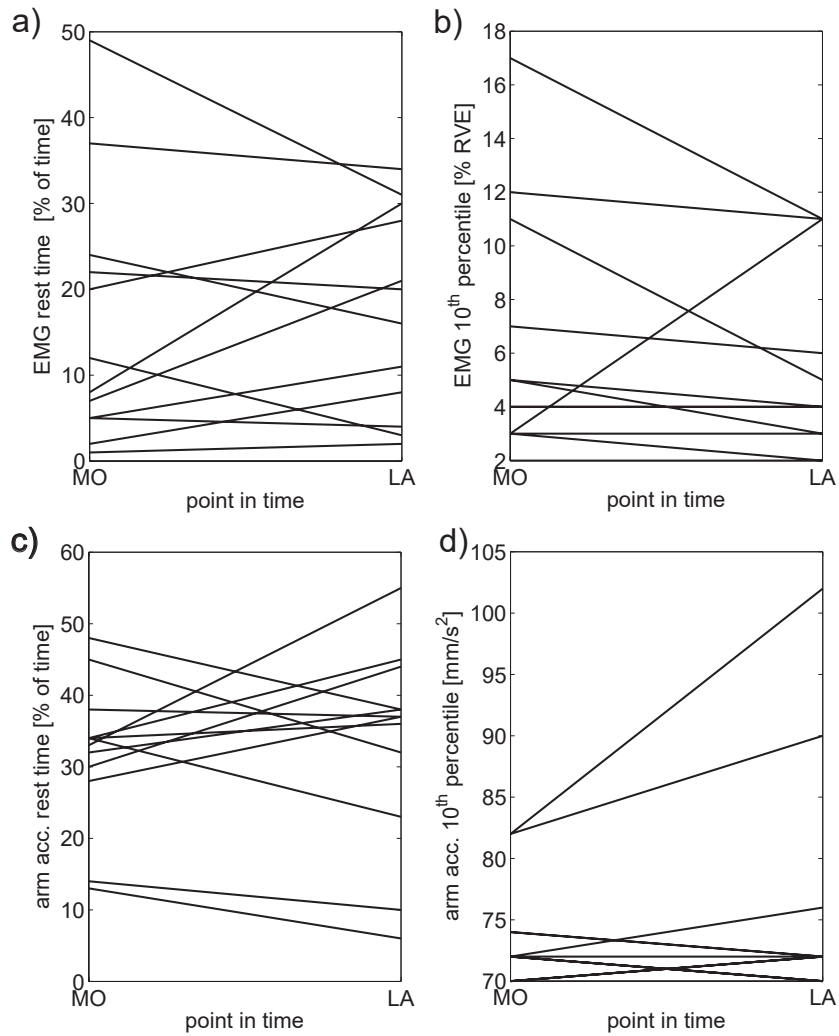 a)
EMG rest time [% of time]
50
40
30
20
10
0
MO
LA
point in time
b)
EMG 10th percentile [% RVE]
18
16
14
12
10
8
6
4
2
MO
LA
point in time
c)
arm acc. rest time [% of time]
60
50
40
30
20
10
0
MO
LA
point in time
d)
arm acc. 10th percentile [mm/s2]
105
100
95
90
85
82
75
70
MO
LA
point in time